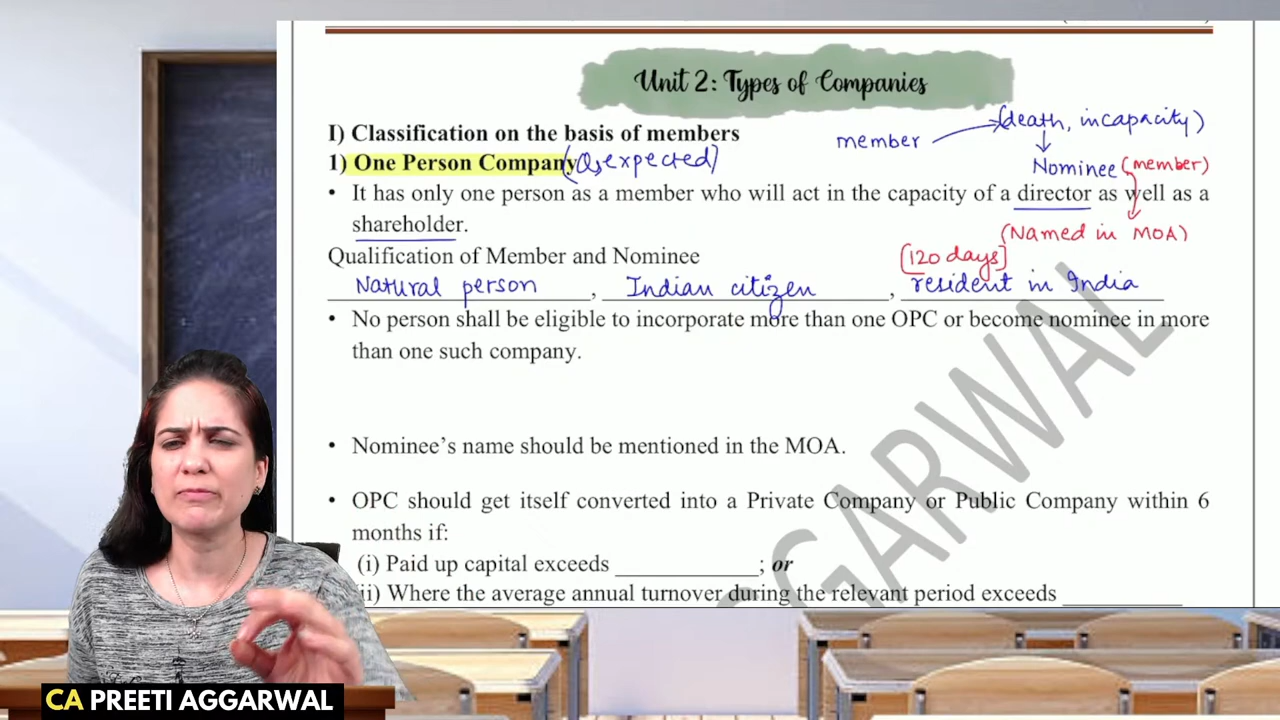 Unit 2: Types of Companies
I) Classification on the basis of members
member
(death, incapacity)
1) One Person Company
(Q, expected)
Nominee (member)
• It has only one person as a member who will act in the capacity of a director as well as a
shareholder.
(Named in MOA)
Qualification of Member and Nominee
[120 days]
Natural person, Indian citizen, resident in India
• No person shall be eligible to incorporate more than one OPC or become nominee in more
than one such company.
• Nominee’s name should be mentioned in the MOA.
• OPC should get itself converted into a Private Company or Public Company within 6
months if:
(i) Paid up capital exceeds _____________; or
ii) Where the average annual turnover during the relevant period exceeds ___________
GGARWAL
CA PREETI AGGARWAL